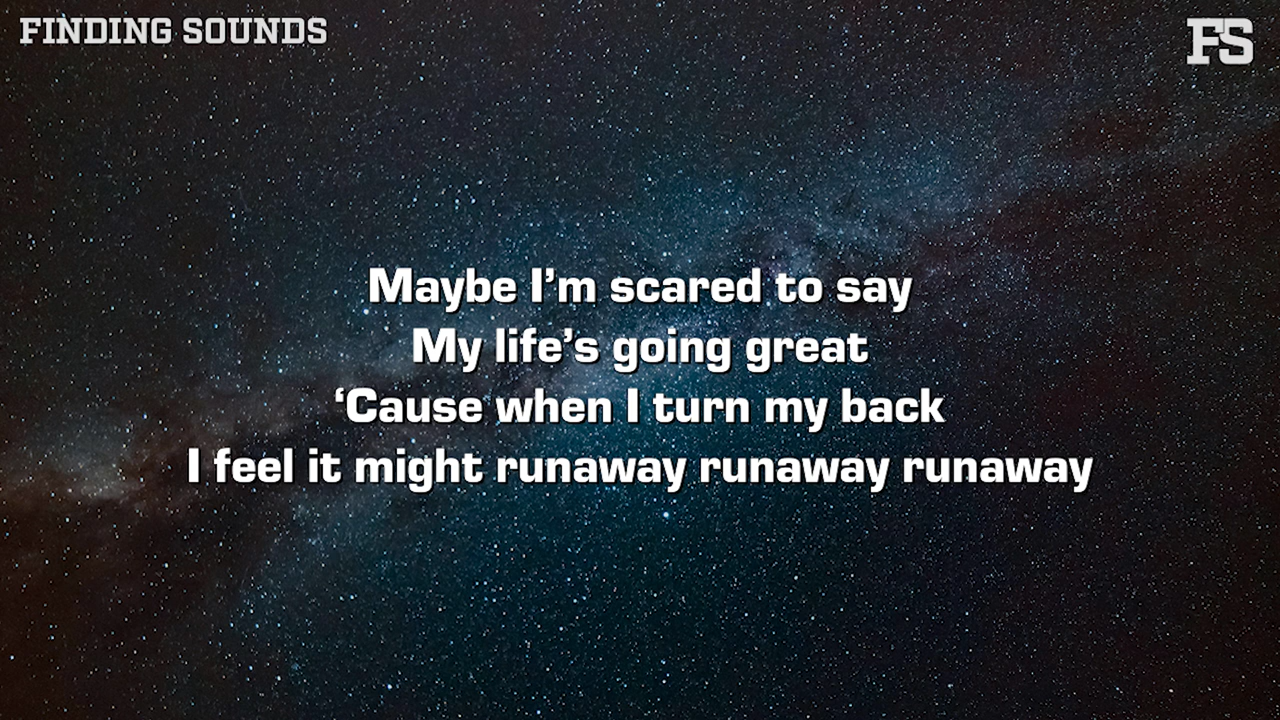 FINDING SOUNDS
FS
Maybe I’m scared to say
My life’s going great
‘Cause when I turn my back
I feel it might runaway runaway runaway